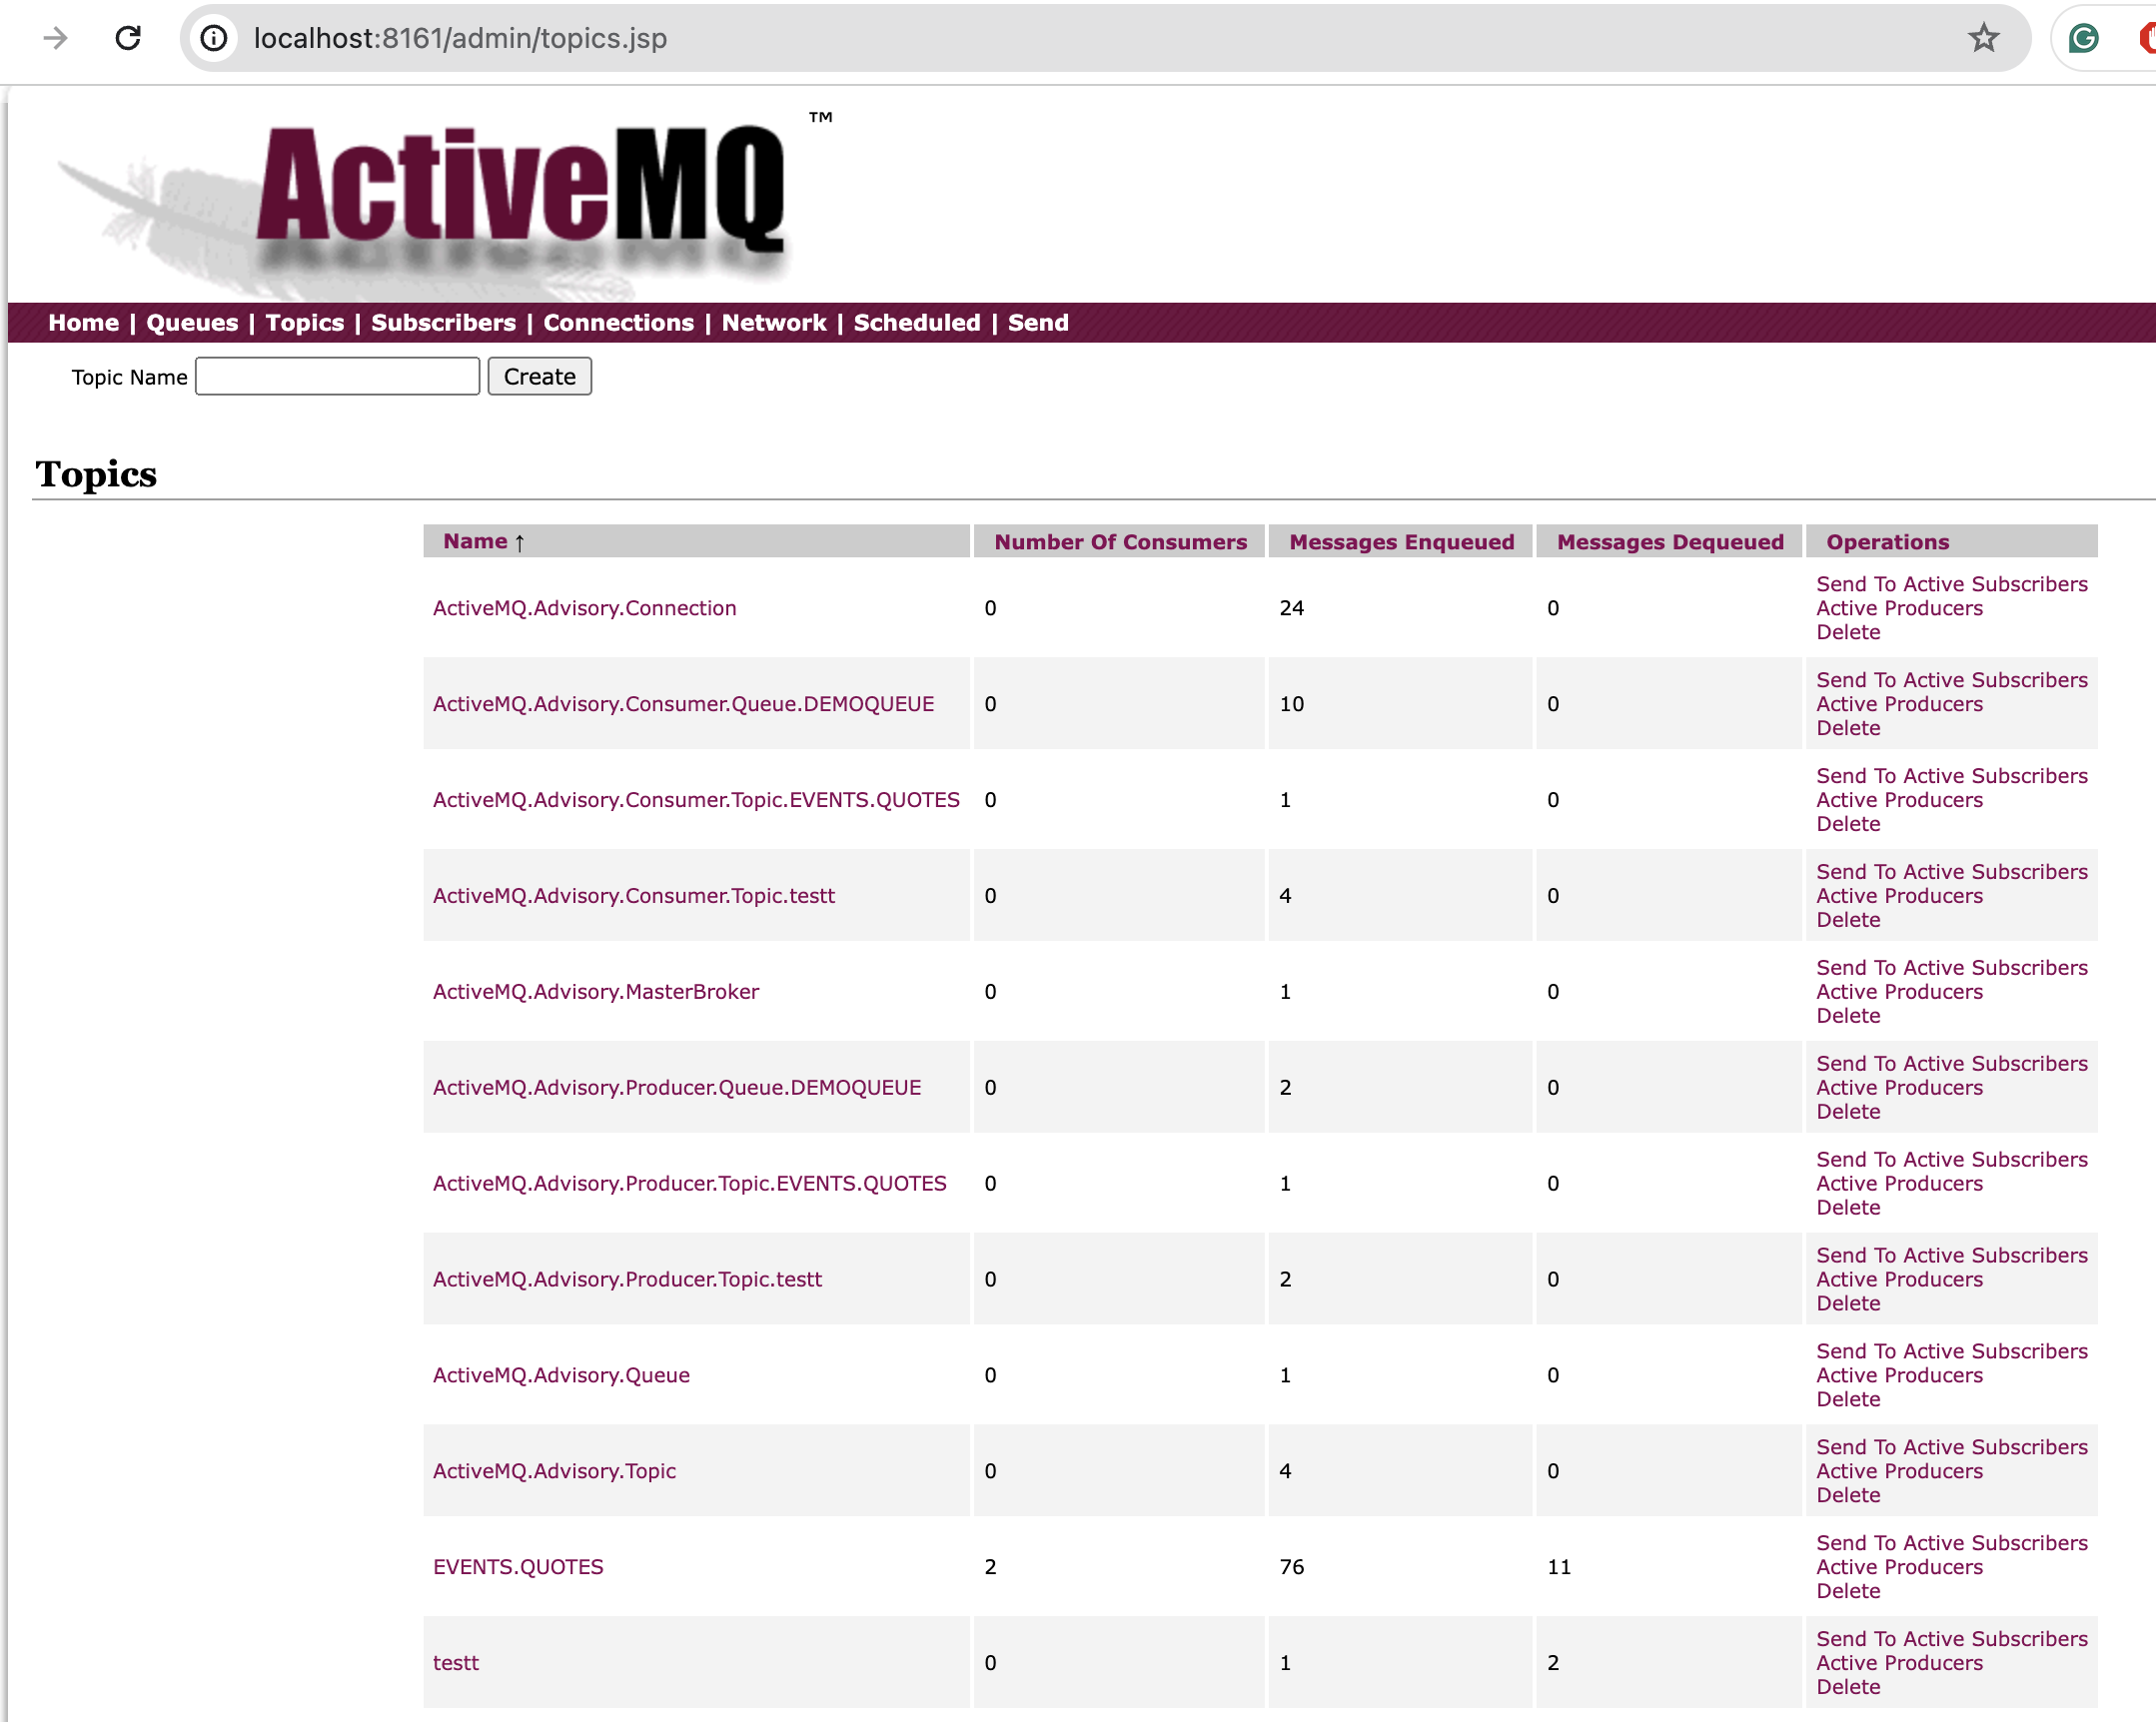 localhost:8161/admin/topics.jsp
ActiveMQ ™
Home | Queues | Topics | Subscribers | Connections | Network | Scheduled | Send
Topic Name Create
Topics
Name ↑ Number Of Consumers Messages Enqueued Messages Dequeued Operations
ActiveMQ.Advisory.Connection 0 24 0 Send To Active Subscribers
Active Producers
Delete
ActiveMQ.Advisory.Consumer.Queue.DEMOQUEUE 0 10 0 Send To Active Subscribers
Active Producers
Delete
ActiveMQ.Advisory.Consumer.Topic.EVENTS.QUOTES 0 1 0 Send To Active Subscribers
Active Producers
Delete
ActiveMQ.Advisory.Consumer.Topic.testt 0 4 0 Send To Active Subscribers
Active Producers
Delete
ActiveMQ.Advisory.MasterBroker 0 1 0 Send To Active Subscribers
Active Producers
Delete
ActiveMQ.Advisory.Producer.Queue.DEMOQUEUE 0 2 0 Send To Active Subscribers
Active Producers
Delete
ActiveMQ.Advisory.Producer.Topic.EVENTS.QUOTES 0 1 0 Send To Active Subscribers
Active Producers
Delete
ActiveMQ.Advisory.Producer.Topic.testt 0 2 0 Send To Active Subscribers
Active Producers
Delete
ActiveMQ.Advisory.Queue 0 1 0 Send To Active Subscribers
Active Producers
Delete
ActiveMQ.Advisory.Topic 0 4 0 Send To Active Subscribers
Active Producers
Delete
EVENTS.QUOTES 2 76 11 Send To Active Subscribers
Active Producers
Delete
testt 0 1 2 Send To Active Subscribers
Active Producers
Delete